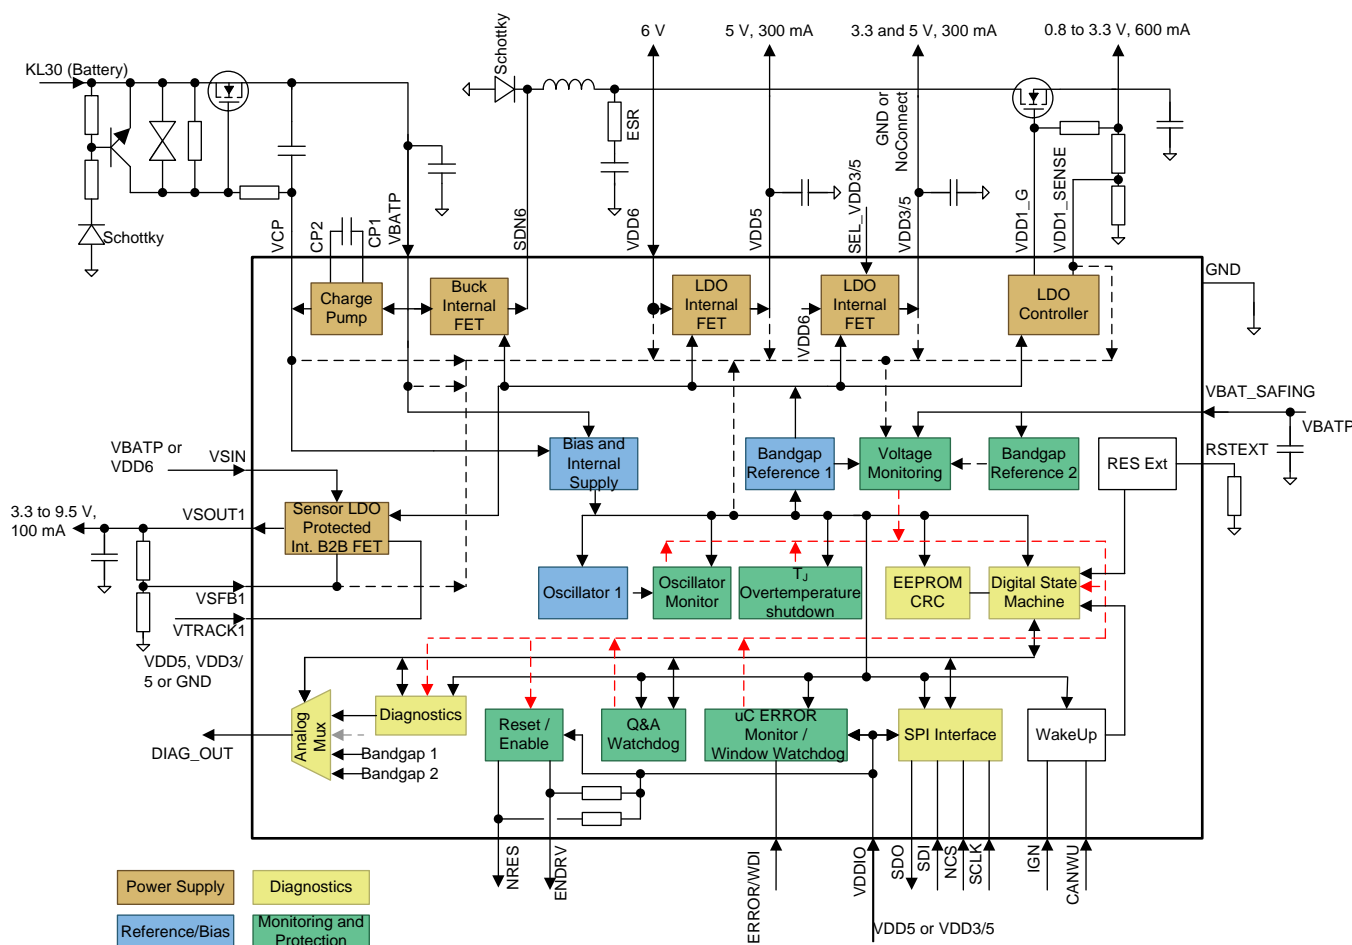 6 V
5 V, 300 mA
3.3 and 5 V, 300 mA
0.8 to 3.3 V, 600 mA
Schottky
KL30 (Battery)
ESR
GND or
NoConnect
Schottky
VCP
CP2
CP1
VBATP
SDN6
VDD6
VDD5
SEL_VDD3/5
VDD3/5
VDD1_G
VDD1_SENSE
GND
Charge
Pump
Buck
Internal
FET
LDO
Internal
FET
VDD6
LDO
Internal
FET
LDO
Controller
VBAT_SAFING
VBATP
RSTEXT
VBATP or
VDD6
VSIN
Bias and
Internal
Supply
Bandgap
Reference 1
Voltage
Monitoring
Bandgap
Reference 2
RES Ext
3.3 to 9.5 V,
100 mA
VSOUT1
Sensor LDO
Protected
Int. B2B FET
VSFB1
VTRACK1
VDD5, VDD3/
5 or GND
Oscillator 1
Oscillator
Monitor
TJ
Overtemperature
shutdown
EEPROM
CRC
Digital State
Machine
Analog
Mux
Diagnostics
Bandgap 1
Bandgap 2
DIAG_OUT
Reset /
Enable
Q&A
Watchdog
uC ERROR
Monitor /
Window Watchdog
SPI Interface
WakeUp
NRES
ENDRV
ERROR/WDI
VDDIO
SDO
SDI
NCS
SCLK
IGN
CANWU
VDD5 or VDD3/5
Power Supply
Diagnostics
Reference/Bias
Monitoring and
Protection